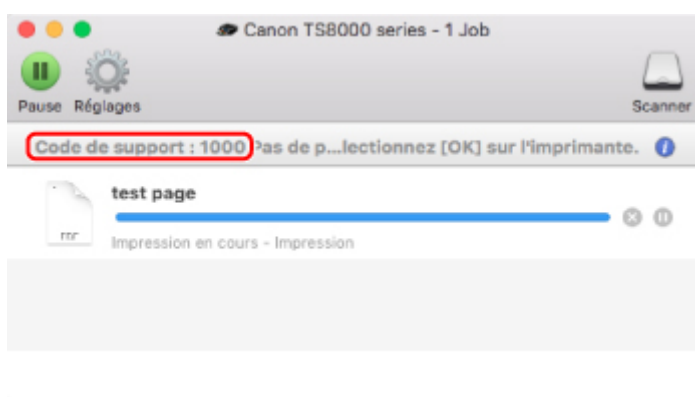 Canon TS8000 series - 1 Job
Pause Réglages Scanner
Code de support : 1000 Pas de p...lectionnez [OK] sur l'imprimante.
test page
Impression en cours - Impression